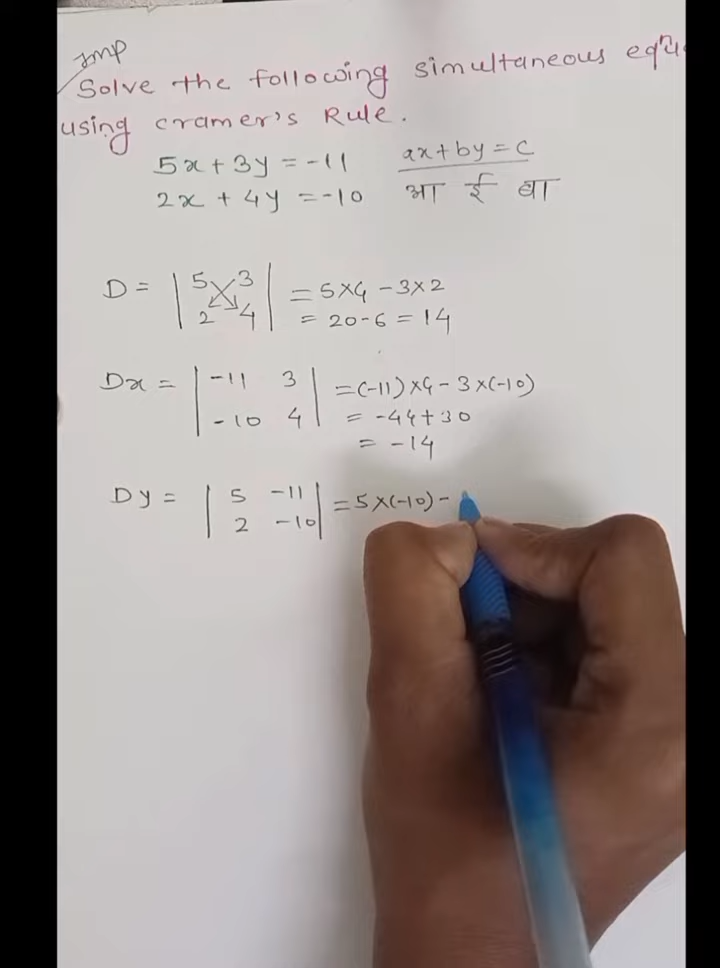 Imp
Solve the following simultaneous
using cramer's Rule.
5x + 3y = -11 ax+by = c
2x + 4y = -10 आ ई बा
D = | 5 3 | = 5×4 - 3×2
2 4 = 20-6 = 14
Dx = | -11 3 | = (-11)×4 - 3×(-10)
-10 4 = -44+30
= -14
Dy = | 5 -11 | = 5×(-10) -
2 -10